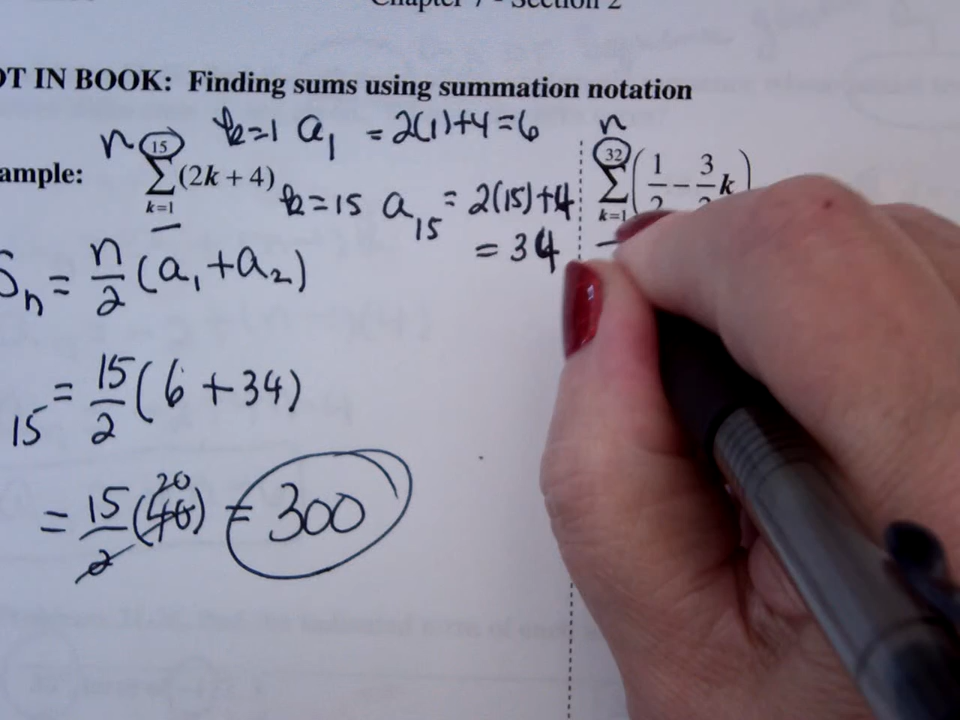 Chapter 7 - Section 2
OT IN BOOK: Finding sums using summation notation
n k=1 a₁ = 2(1)+4=6
ample: 15 ∑ k=1 (2k + 4)
k=15 a₁₅ = 2(15)+4
= 34
Sₙ = n/2 (a₁+a₂)
15 = 15/2 (6 + 34)
= 15/2 (40) 20 = 300
n
32 ∑ k=1 (1/2 − 3/ k)